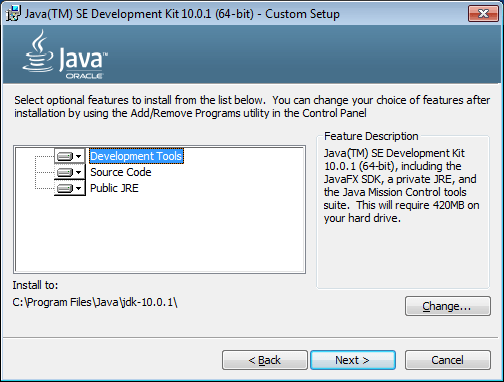 Java(TM) SE Development Kit 10.0.1 (64-bit) - Custom Setup
Java™
ORACLE
Select optional features to install from the list below. You can change your choice of features after
installation by using the Add/Remove Programs utility in the Control Panel
Development Tools
Source Code
Public JRE
Feature Description
Java(TM) SE Development Kit
10.0.1 (64-bit), including the
JavaFX SDK, a private JRE, and
the Java Mission Control tools
suite. This will require 420MB on
your hard drive.
Install to:
C:\Program Files\Java\jdk-10.0.1\
Change...
< Back
Next >
Cancel